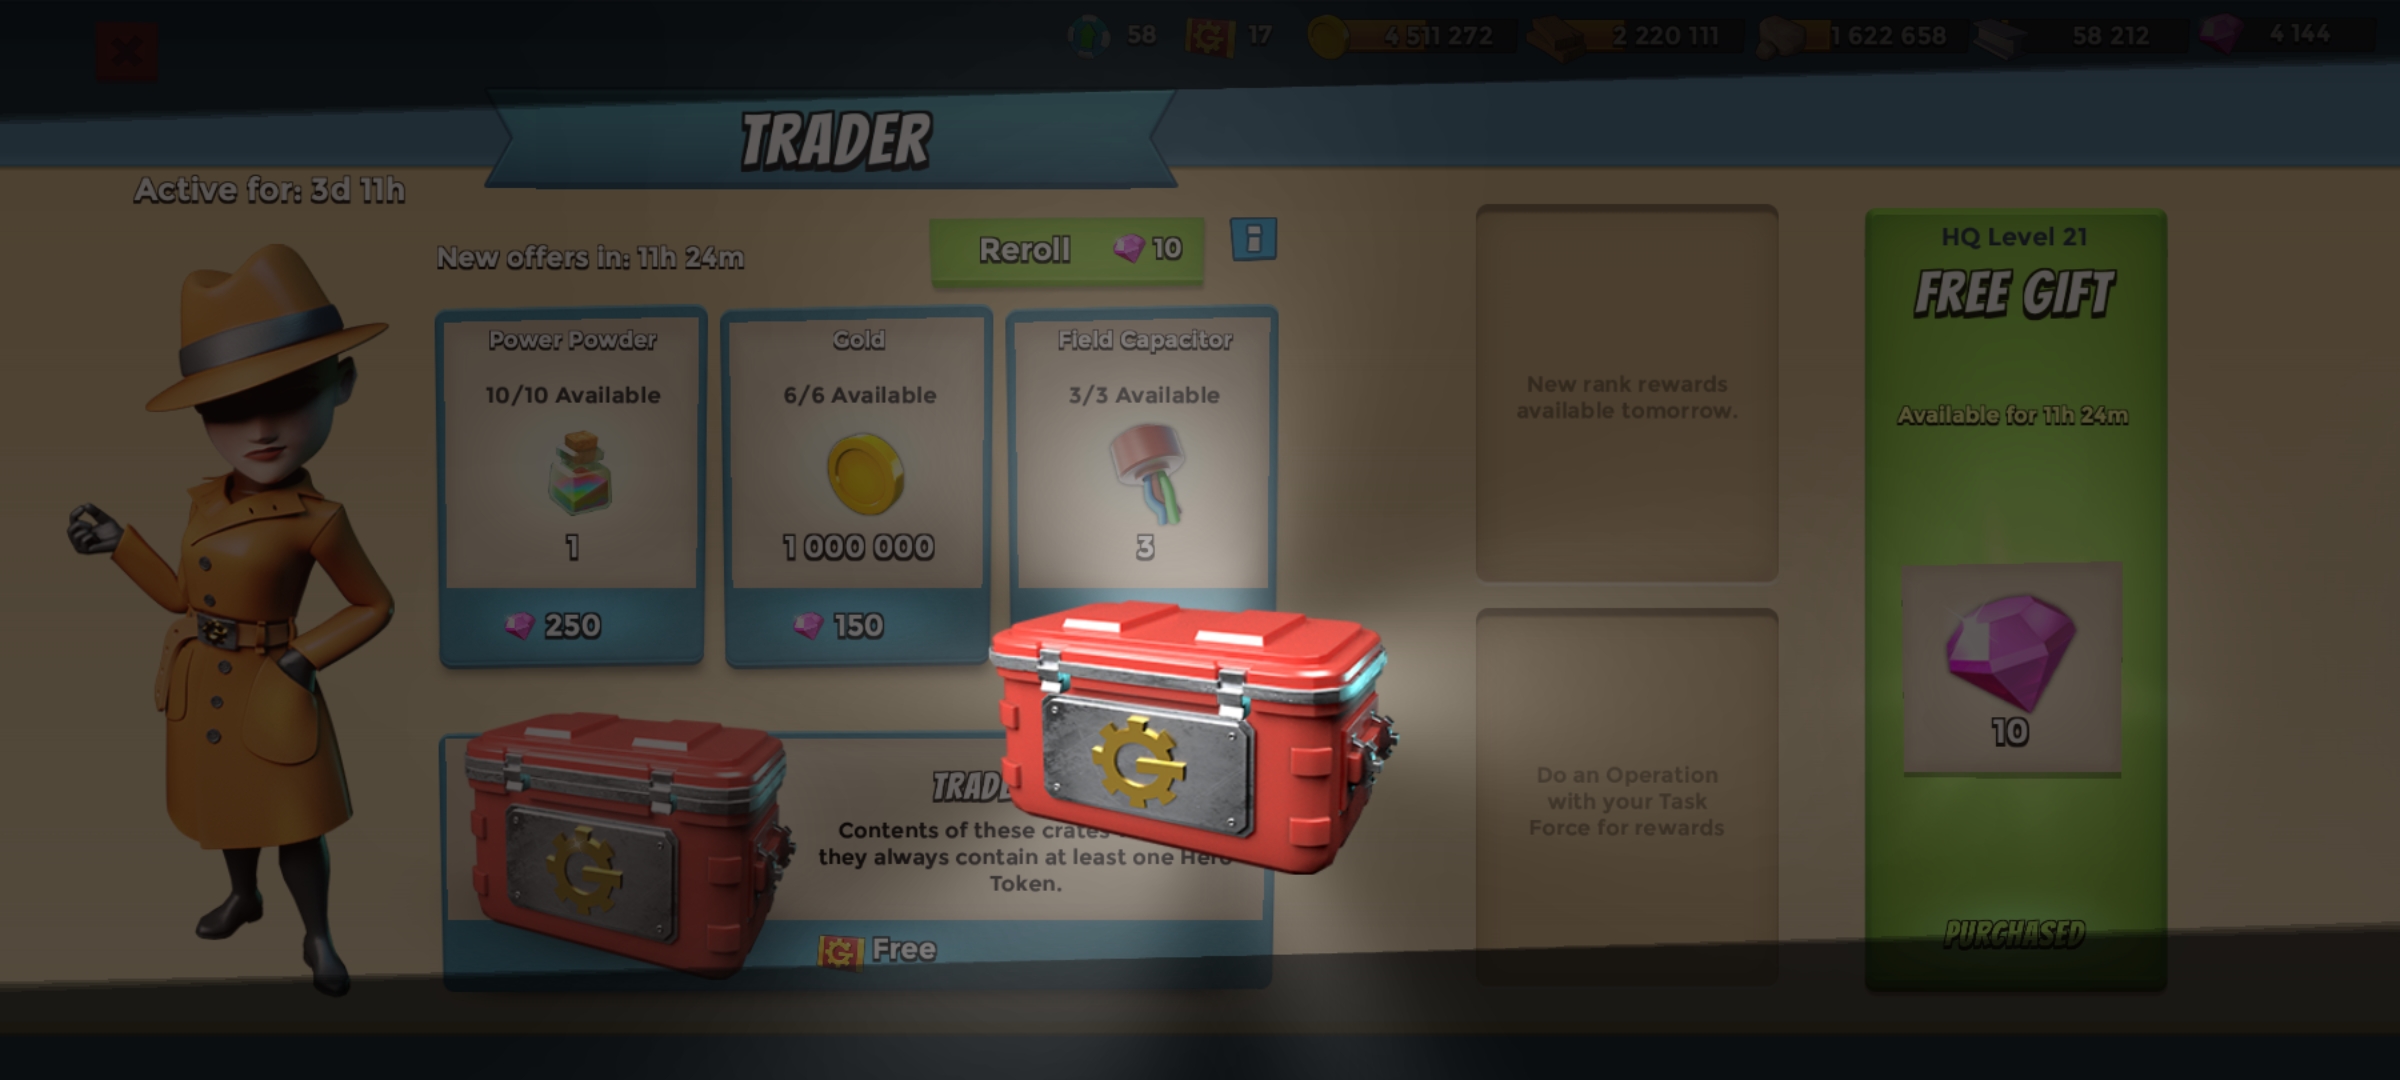 58 17 4 511 272 2 220 111 1 622 658 58 212 4 144
TRADER
Active for: 3d 11h
New offers in: 11h 24m
Reroll 10
Power Powder
10/10 Available
1
250
Gold
6/6 Available
1 000 000
150
Field Capacitor
3/3 Available
3
Contents of these crates
they always contain at least one Hero
Token.
Free
New rank rewards
available tomorrow.
Do an Operation
with your Task
Force for rewards
HQ Level 21
FREE GIFT
Available for 11h 24m
10
PURCHASED